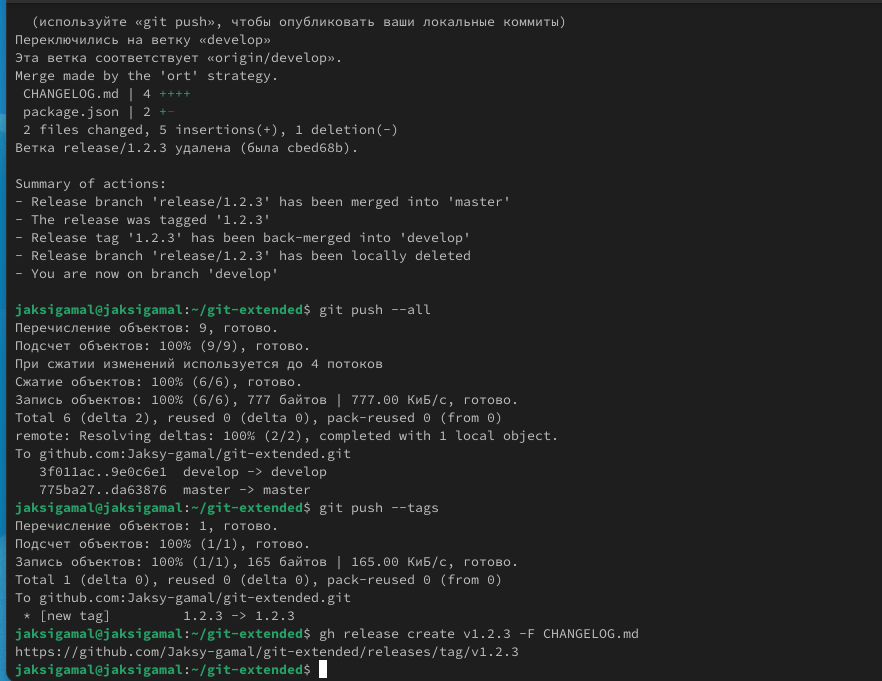 (используйте «git push», чтобы опубликовать ваши локальные коммиты)
Переключились на ветку «develop»
Эта ветка соответствует «origin/develop».
Merge made by the 'ort' strategy.
 CHANGELOG.md | 4 ++++
 package.json | 2 +-
 2 files changed, 5 insertions(+), 1 deletion(-)
Ветка release/1.2.3 удалена (была cbed68b).

Summary of actions:
- Release branch 'release/1.2.3' has been merged into 'master'
- The release was tagged '1.2.3'
- Release tag '1.2.3' has been back-merged into 'develop'
- Release branch 'release/1.2.3' has been locally deleted
- You are now on branch 'develop'

jaksigamal@jaksigamal:~/git-extended$ git push --all
Перечисление объектов: 9, готово.
Подсчет объектов: 100% (9/9), готово.
При сжатии изменений используется до 4 потоков
Сжатие объектов: 100% (6/6), готово.
Запись объектов: 100% (6/6), 777 байтов | 777.00 КиБ/с, готово.
Total 6 (delta 2), reused 0 (delta 0), pack-reused 0 (from 0)
remote: Resolving deltas: 100% (2/2), completed with 1 local object.
To github.com:Jaksy-gamal/git-extended.git
   3f011ac..9e0c6e1  develop -> develop
   775ba27..da63876  master -> master
jaksigamal@jaksigamal:~/git-extended$ git push --tags
Перечисление объектов: 1, готово.
Подсчет объектов: 100% (1/1), готово.
Запись объектов: 100% (1/1), 165 байтов | 165.00 КиБ/с, готово.
Total 1 (delta 0), reused 0 (delta 0), pack-reused 0 (from 0)
To github.com:Jaksy-gamal/git-extended.git
 * [new tag]         1.2.3 -> 1.2.3
jaksigamal@jaksigamal:~/git-extended$ gh release create v1.2.3 -F CHANGELOG.md
https://github.com/Jaksy-gamal/git-extended/releases/tag/v1.2.3
jaksigamal@jaksigamal:~/git-extended$